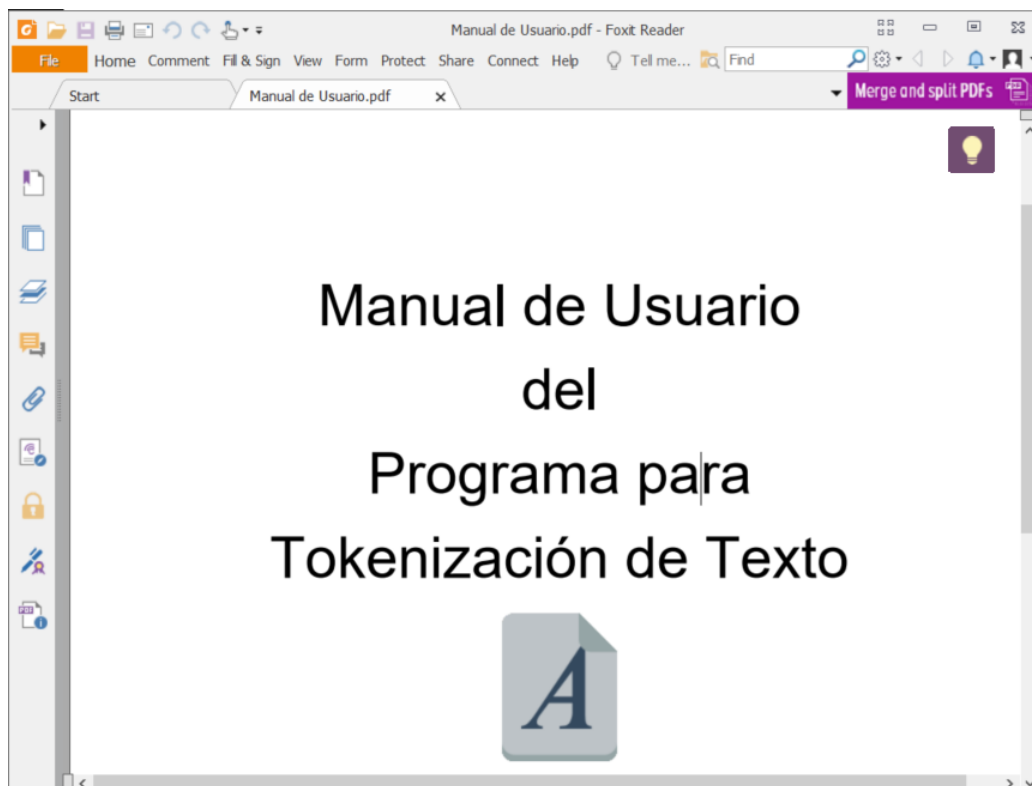 Manual de Usuario.pdf - Foxit Reader
File Home Comment Fill & Sign View Form Protect Share Connect Help Tell me... Find
Start Manual de Usuario.pdf Merge and split PDFs
Manual de Usuario
del
Programa para
Tokenización de Texto
A